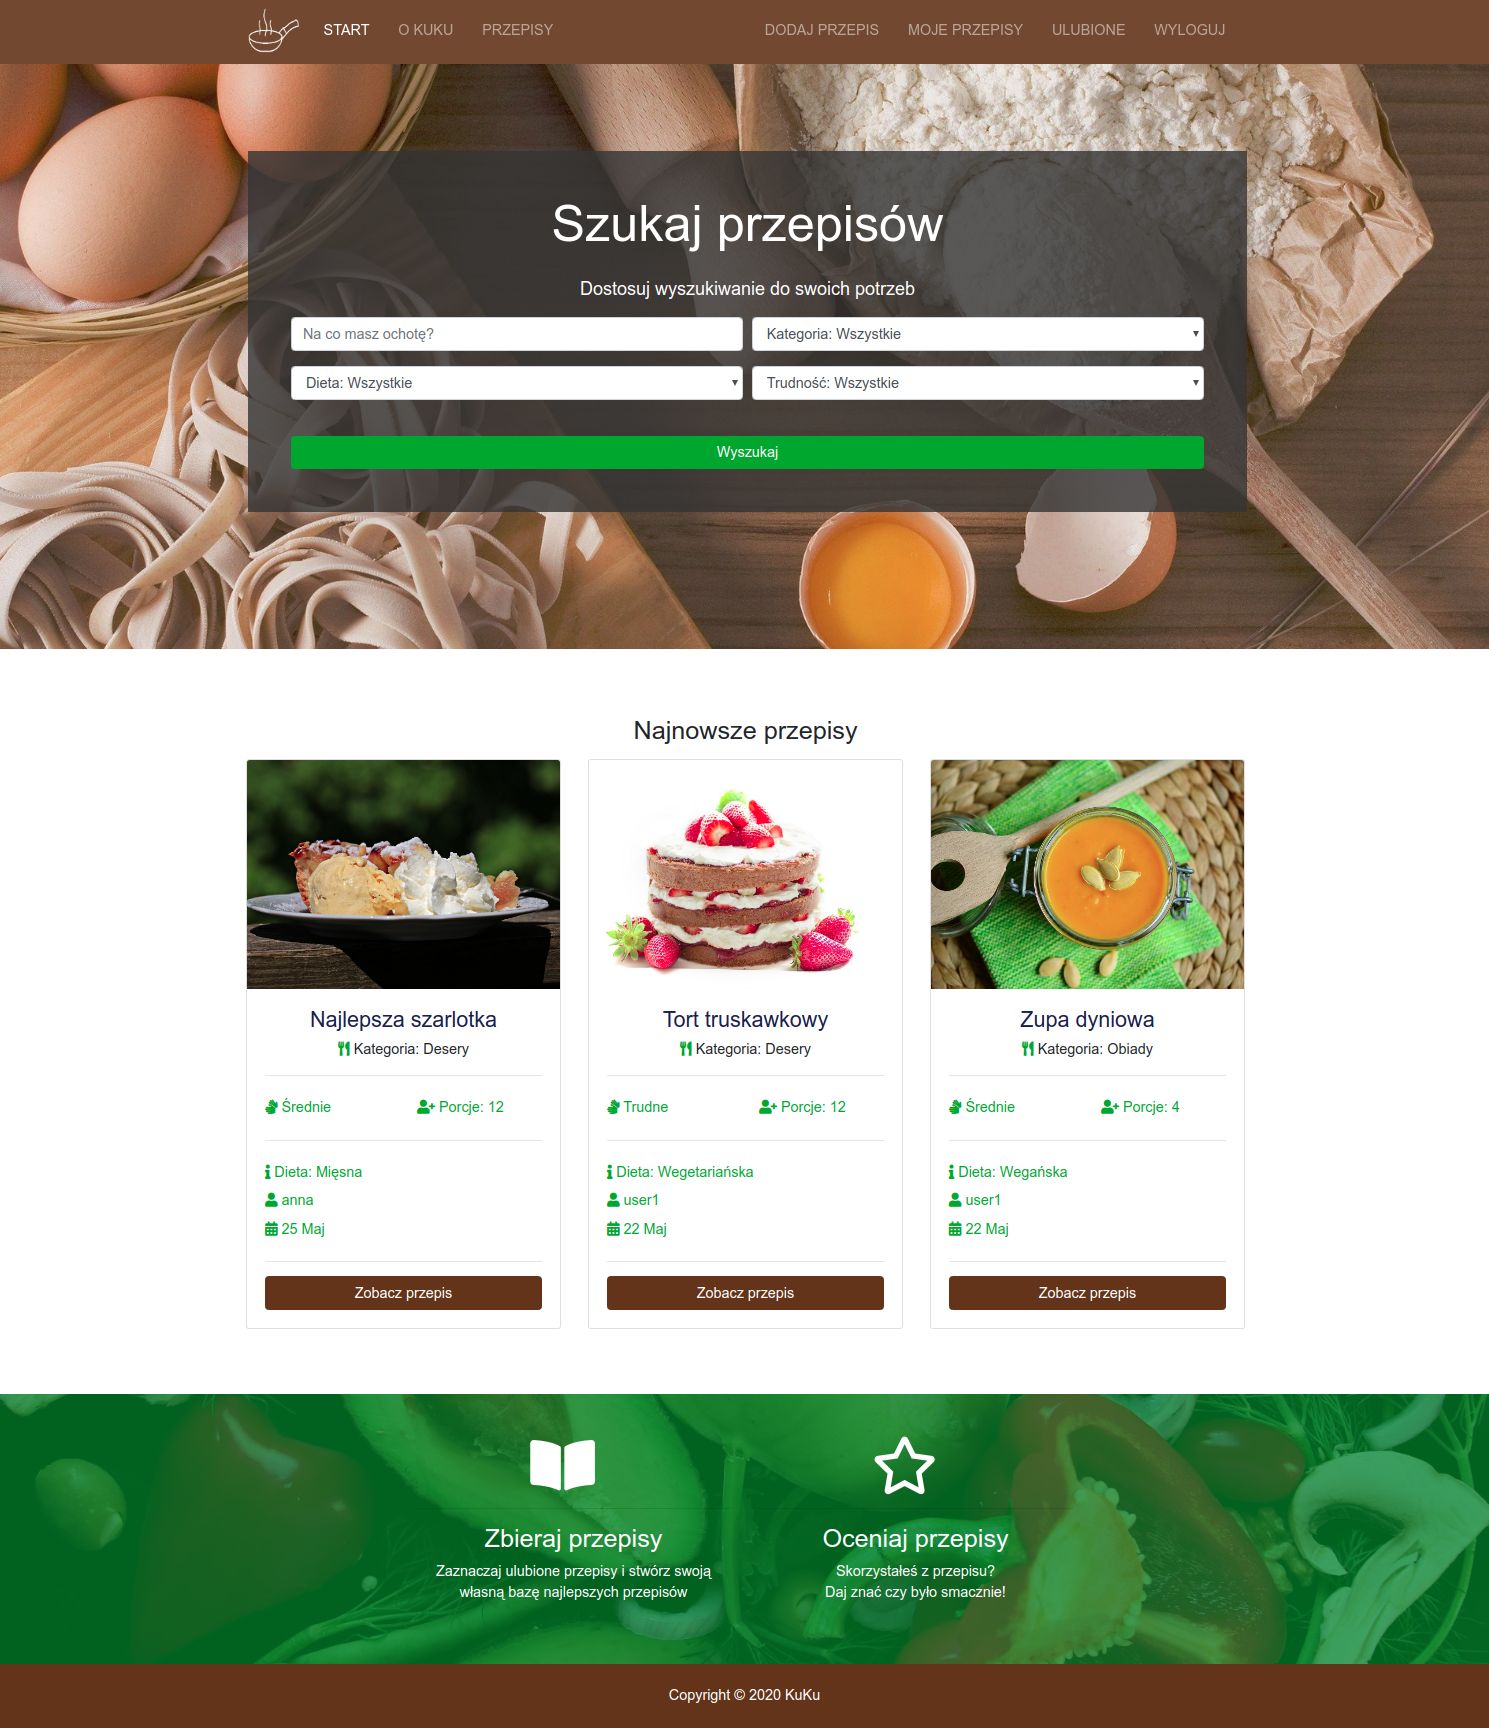 START O KUKU PRZEPISY DODAJ PRZEPIS MOJE PRZEPISY ULUBIONE WYLOGUJ
Szukaj przepisów
Dostosuj wyszukiwanie do swoich potrzeb
Na co masz ochotę? Kategoria: Wszystkie
Dieta: Wszystkie Trudność: Wszystkie
Wyszukaj
Najnowsze przepisy
Najlepsza szarlotka
Kategoria: Desery
Średnie Porcje: 12
Dieta: Mięsna
anna
25 Maj
Zobacz przepis
Tort truskawkowy
Kategoria: Desery
Trudne Porcje: 12
Dieta: Wegetariańska
user1
22 Maj
Zobacz przepis
Zupa dyniowa
Kategoria: Obiady
Średnie Porcje: 4
Dieta: Wegańska
user1
22 Maj
Zobacz przepis
Zbieraj przepisy
Zaznaczaj ulubione przepisy i stwórz swoją
własną bazę najlepszych przepisów
Oceniaj przepisy
Skorzystałeś z przepisu?
Daj znać czy było smacznie!
Copyright © 2020 KuKu